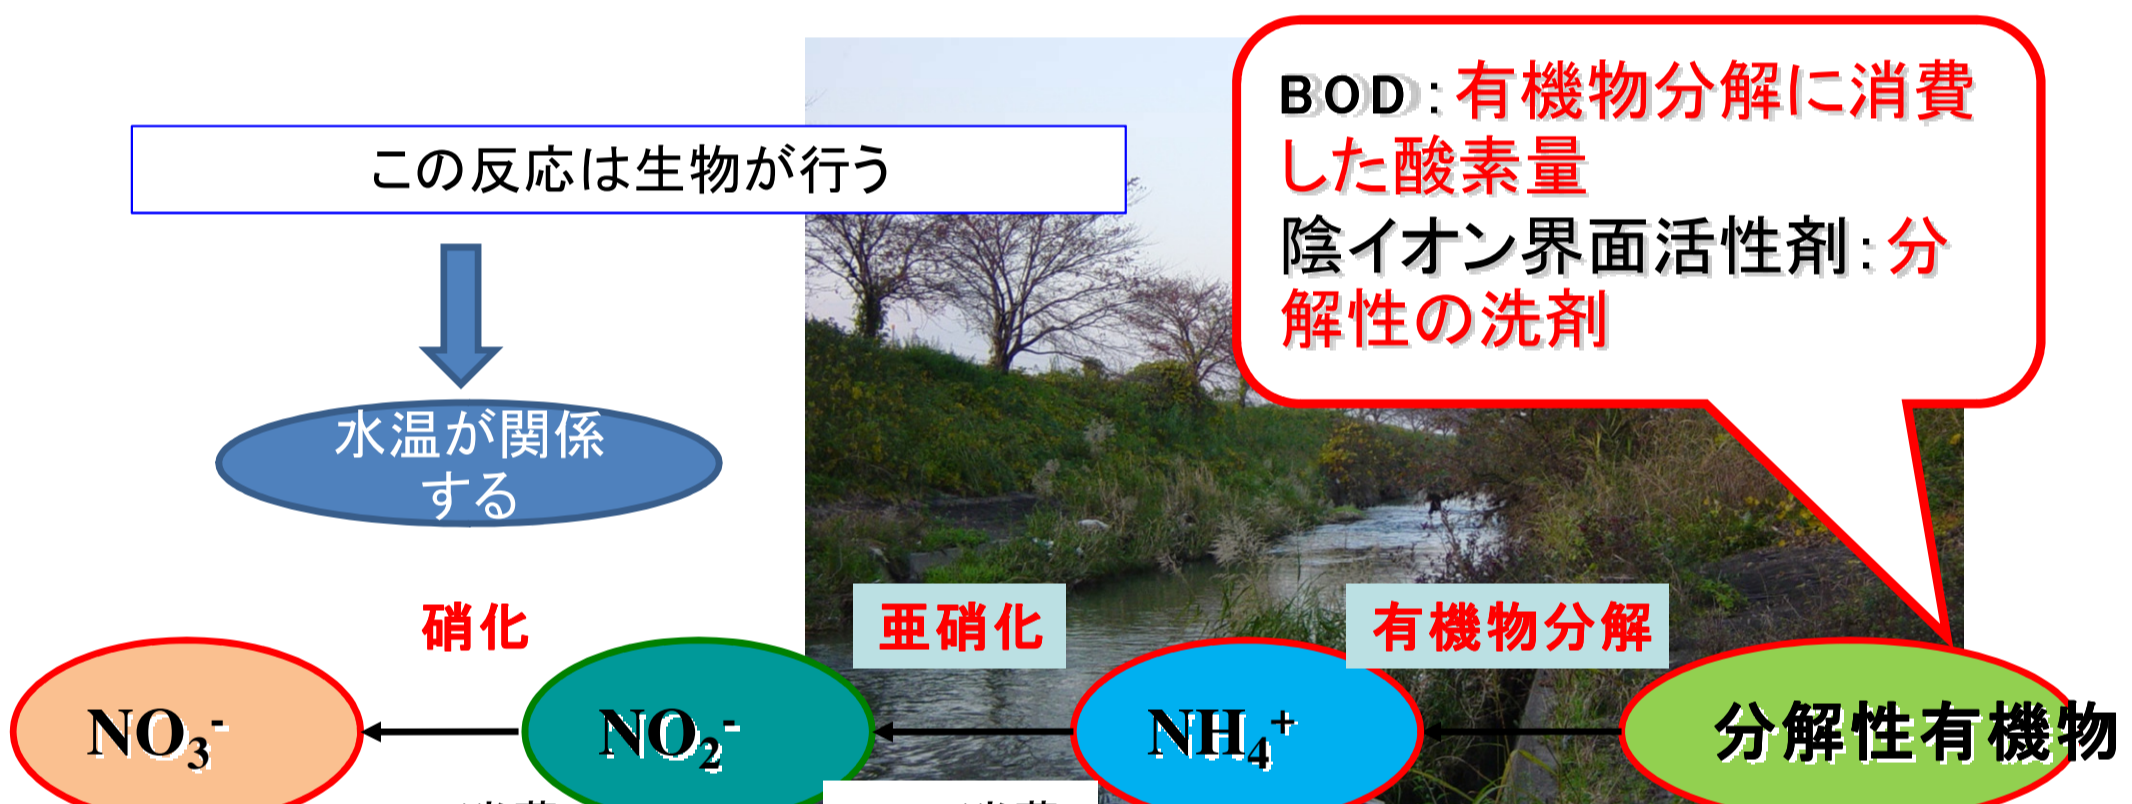 BOD：有機物分解に消費
した酸素量
陰イオン界面活性剤：分
解性の洗剤
この反応は生物が行う
水温が関係
する
硝化
亜硝化
有機物分解
NO₃⁻
NO₂⁻
NH₄⁺
分解性有機物